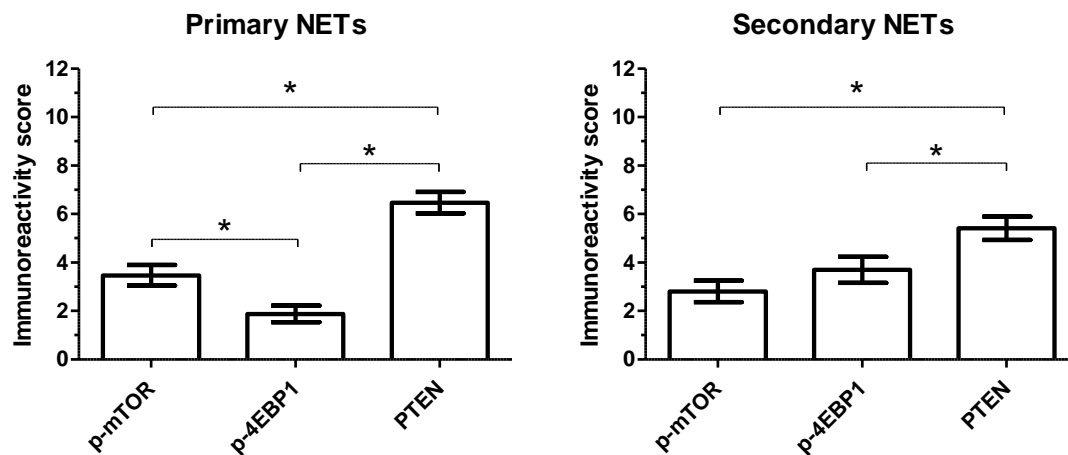 Primary NETs
Immunoreactivity score
12
10
8
6
4
2
0
*
*
*
p-mTOR
p-4EBP1
PTEN
Secondary NETs
Immunoreactivity score
12
10
8
6
4
2
0
*
*
p-mTOR
p-4EBP1
PTEN